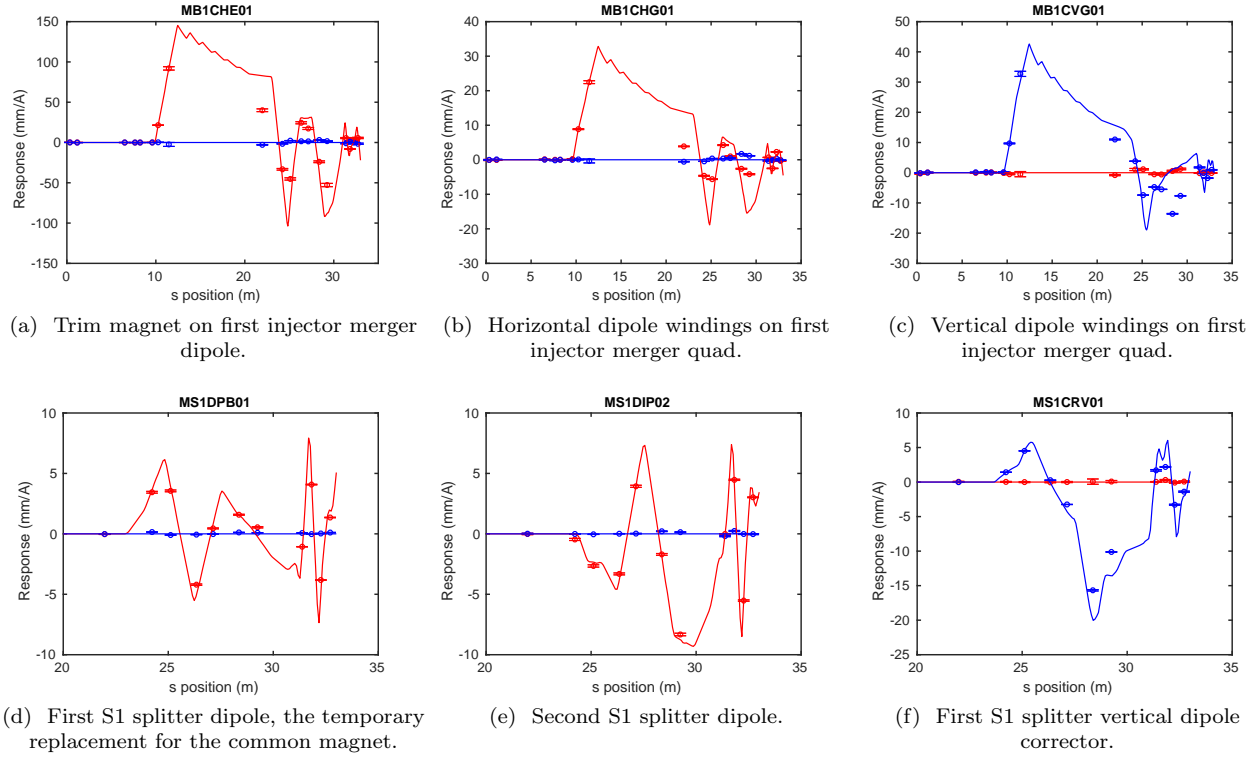 MB1CHE01
MB1CHG01
MB1CVG01
Response (mm/A)
150
100
50
0
-50
-100
-150
0 10 20 30
s position (m)
Response (mm/A)
40
30
20
10
0
-10
-20
-30
0 5 10 15 20 25 30 35
s position (m)
Response (mm/A)
50
40
30
20
10
0
-10
-20
-30
0 5 10 15 20 25 30 35
s position (m)
(a) Trim magnet on first injector merger
dipole.
(b) Horizontal dipole windings on first
injector merger quad.
(c) Vertical dipole windings on first
injector merger quad.
MS1DPB01
MS1DIP02
MS1CRV01
Response (mm/A)
10
5
0
-5
-10
20 25 30 35
s position (m)
Response (mm/A)
10
5
0
-5
-10
20 25 30 35
s position (m)
Response (mm/A)
10
5
0
-5
-10
-15
-20
-25
20 25 30 35
s position (m)
(d) First S1 splitter dipole, the temporary
replacement for the common magnet.
(e) Second S1 splitter dipole.
(f) First S1 splitter vertical dipole
corrector.